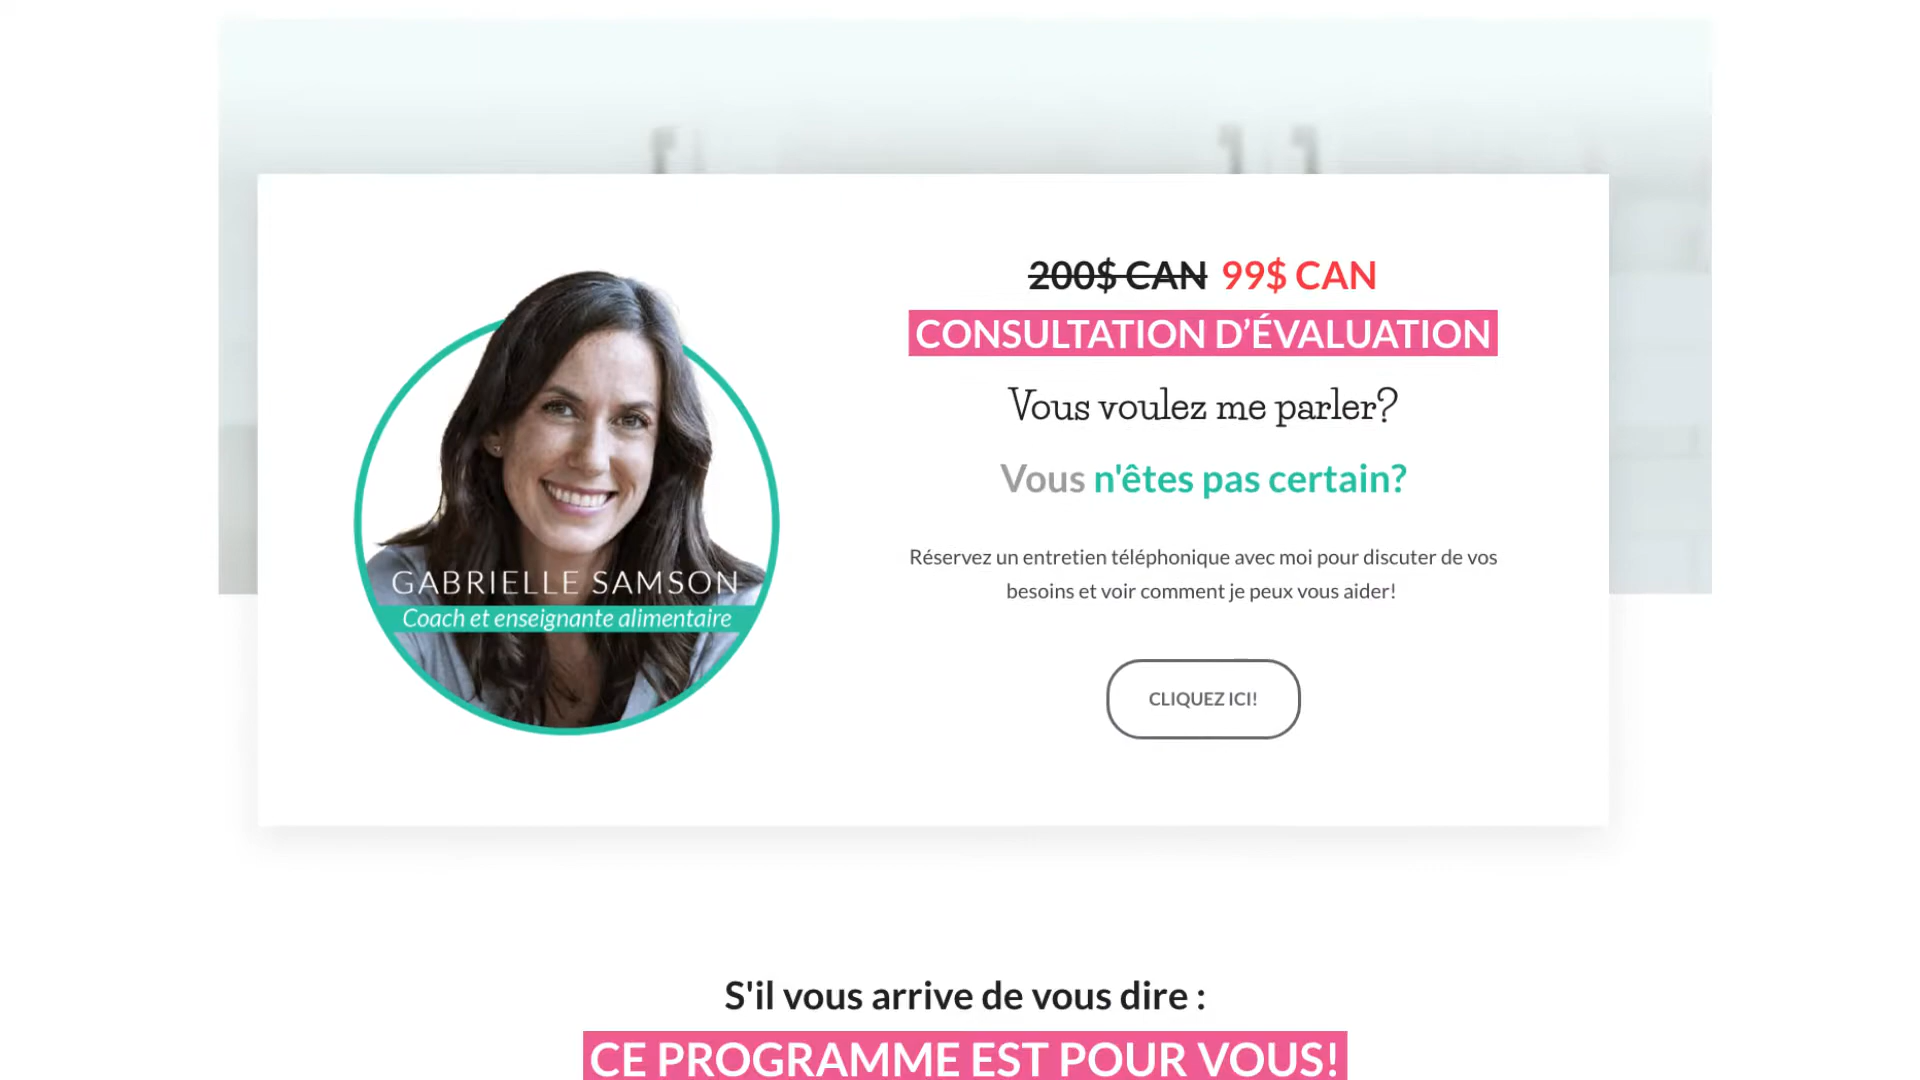 GABRIELLE SAMSON
Coach et enseignante alimentaire
200$ CAN 99$ CAN
CONSULTATION D’ÉVALUATION
Vous voulez me parler?
Vous n'êtes pas certain?
Réservez un entretien téléphonique avec moi pour discuter de vos
besoins et voir comment je peux vous aider!
CLIQUEZ ICI!
S'il vous arrive de vous dire :
CE PROGRAMME EST POUR VOUS!